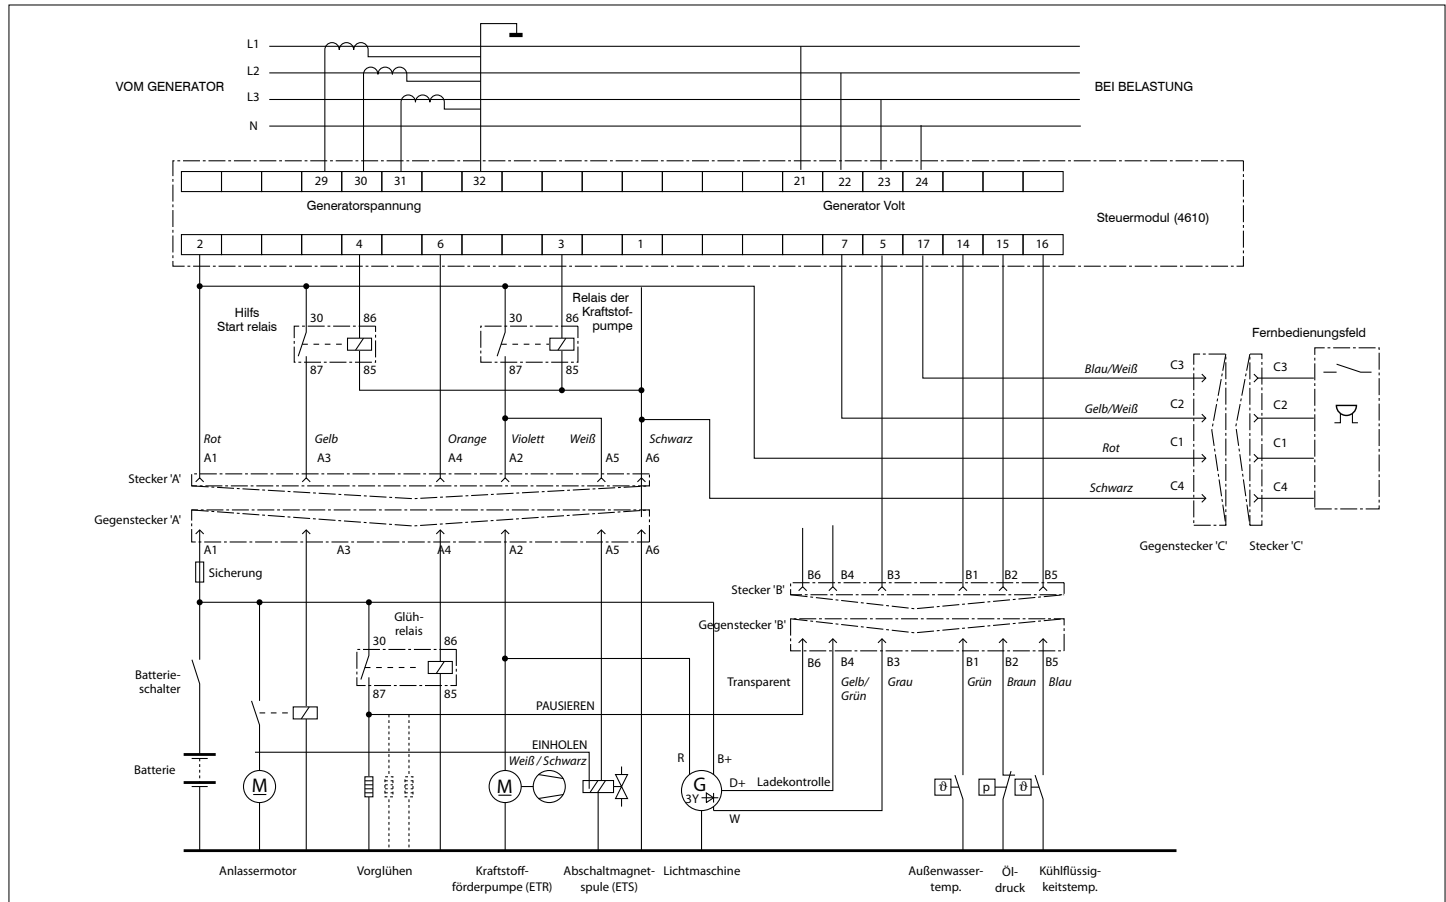 L1
L2
VOM GENERATOR
BEI BELASTUNG
L3
N
29 30 31 32 21 22 23 24
Generatorspannung
Generator Volt
Steuermodul (4610)
2 4 6 3 1 7 5 17 14 15 16
Hilfs
Start relais
30 86
87 85
Relais der
Kraftstof-
pumpe
30 86
87 85
Fernbedienungsfeld
Blau/Weiß C3 C3
Gelb/Weiß C2 C2
Rot C1 C1
Schwarz C4 C4
Gegenstecker 'C' Stecker 'C'
Rot Gelb Orange Violett Weiß Schwarz
A1 A3 A4 A2 A5 A6
Stecker 'A'
Gegenstecker 'A'
A1 A3 A4 A2 A5 A6
Sicherung
B6 B4 B3 B1 B2 B5
Stecker 'B'
Gegenstecker 'B'
B6 B4 B3 B1 B2 B5
Transparent
Gelb/
Grün
Grau Grün Braun Blau
Glüh-
relais
30 86
87 85
Batterie-
schalter
PAUSIEREN
EINHOLEN
Weiß / Schwarz
Batterie
M
M
R B+
G
3Y
D+ Ladekontrolle
W
ϑ p ϑ
Anlassermotor
Vorglühen
Kraftstoff-
förderpumpe (ETR)
Abschaltmagnet-
spule (ETS)
Lichtmaschine
Außenwasser-
temp.
Öl-
druck
Kühlflüssig-
keitstemp.